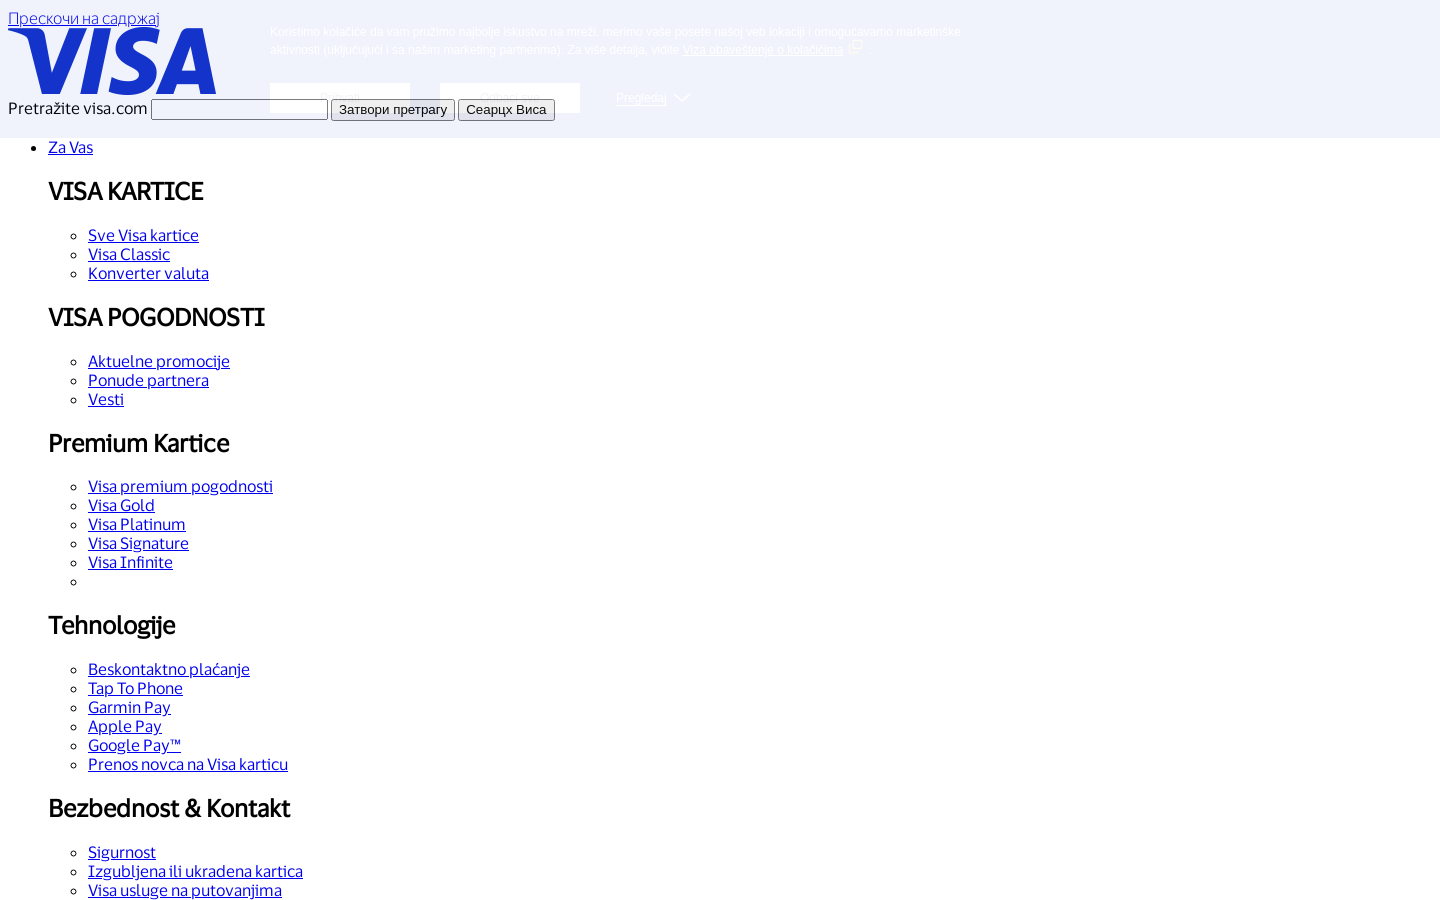 Прескочи на садржај
VISA
Koristimo kolačiće da vam pružimo najbolje iskustvo na mreži, merimo vaše posete našoj veb lokaciji i omogućavamo marketinške
aktivnosti (uključujući i sa našim marketing partnerima). Za više detalja, vidite Viza obaveštenje o kolačićima
Pregledaj
Pretražite visa.com Затвори претрагу Сеарцх Виса
Za Vas
VISA KARTICE
Sve Visa kartice
Visa Classic
Konverter valuta
VISA POGODNOSTI
Aktuelne promocije
Ponude partnera
Vesti
Premium Kartice
Visa premium pogodnosti
Visa Gold
Visa Platinum
Visa Signature
Visa Infinite
Tehnologije
Beskontaktno plaćanje
Tap To Phone
Garmin Pay
Apple Pay
Google Pay™
Prenos novca na Visa karticu
Bezbednost & Kontakt
Sigurnost
Izgubljena ili ukradena kartica
Visa usluge na putovanjima